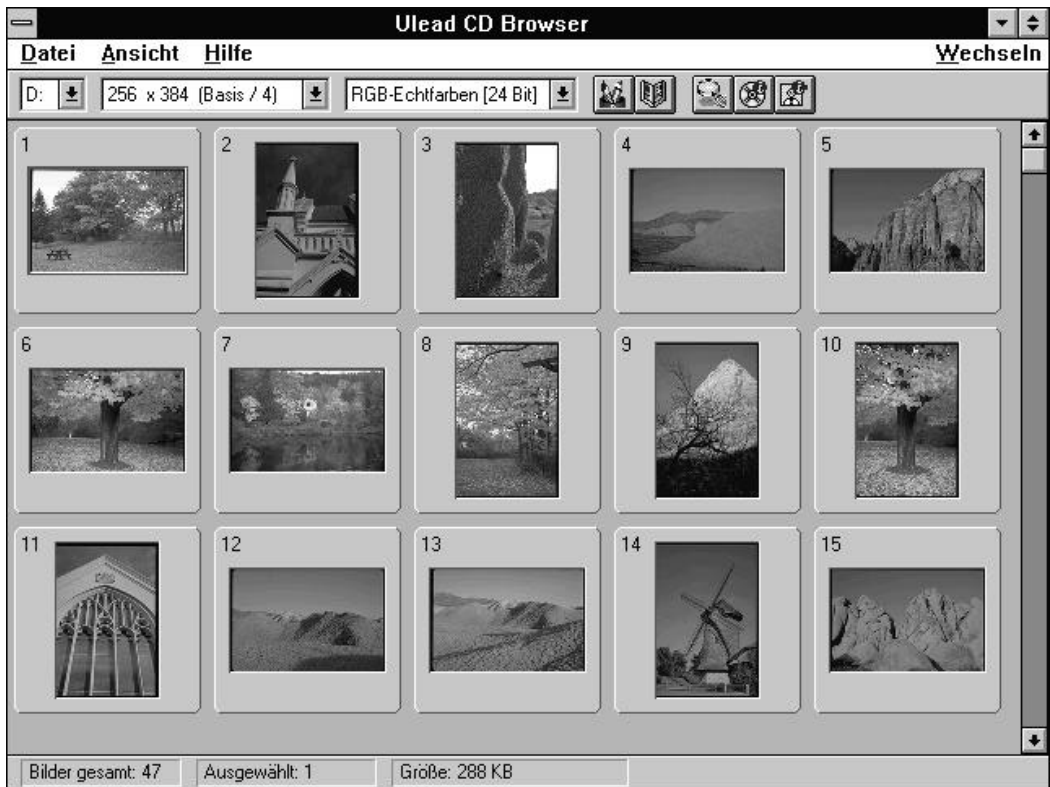 Ulead CD Browser
Datei Ansicht Hilfe Wechseln
D: 256 x 384 (Basis / 4) RGB-Echtfarben [24 Bit]
1 2 3 4 5
6 7 8 9 10
11 12 13 14 15
Bilder gesamt: 47 Ausgewählt: 1 Größe: 288 KB